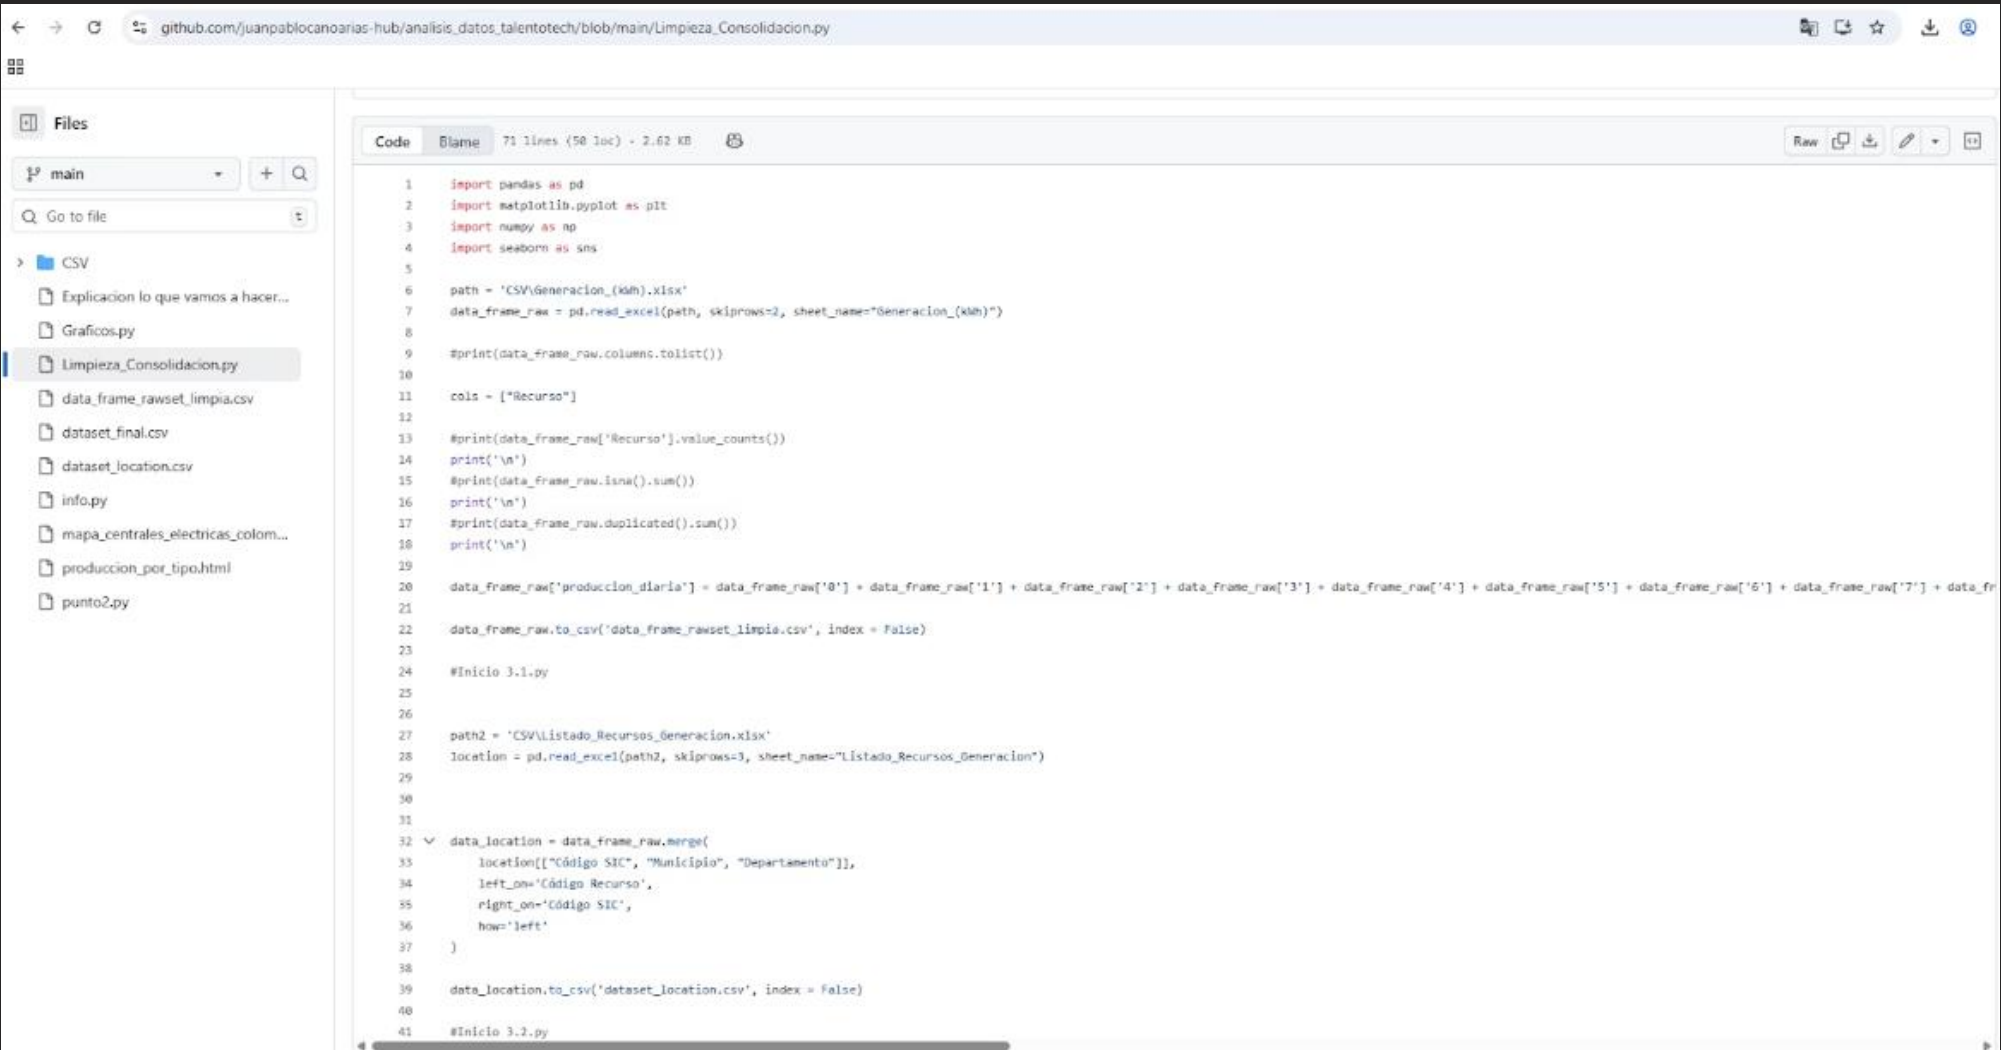 github.com/juanpablocanoarias-hub/analisis_datos_talentotech/blob/main/Limpieza_Consolidacion.py
Files
main
Go to file
t
CSV
Explicacion lo que vamos a hacer...
Graficos.py
Limpieza_Consolidacion.py
data_frame_rawset_limpia.csv
dataset_final.csv
dataset_location.csv
info.py
mapa_centrales_electricas_colom...
produccion_por_tipo.html
punto2.py
Code Blame 71 lines (50 loc) · 2.62 KB Raw
1 import pandas as pd
2 import matplotlib.pyplot as plt
3 import numpy as np
4 import seaborn as sns
5
6 path = 'CSV\Generacion_(kWh).xlsx'
7 data_frame_raw = pd.read_excel(path, skiprows=2, sheet_name="Generacion_(kWh)")
8
9 #print(data_frame_raw.columns.tolist())
10
11 cols = ["Recurso"]
12
13 #print(data_frame_raw['Recurso'].value_counts())
14 print('\n')
15 #print(data_frame_raw.isna().sum())
16 print('\n')
17 #print(data_frame_raw.duplicated().sum())
18 print('\n')
19
20 data_frame_raw['produccion_diaria'] = data_frame_raw['0'] + data_frame_raw['1'] + data_frame_raw['2'] + data_frame_raw['3'] + data_frame_raw['4'] + data_frame_raw['5'] + data_frame_raw['6'] + data_frame_raw['7'] + data_fr
21
22 data_frame_raw.to_csv('data_frame_rawset_limpia.csv', index = False)
23
24 #Inicio 3.1.py
25
26
27 path2 = 'CSV\Listado_Recursos_Generacion.xlsx'
28 location = pd.read_excel(path2, skiprows=3, sheet_name="Listado_Recursos_Generacion")
29
30
31
32 data_location = data_frame_raw.merge(
33 location[["Código SIC", "Municipio", "Departamento"]],
34 left_on='Código Recurso',
35 right_on='Código SIC',
36 how='left'
37 )
38
39 data_location.to_csv('dataset_location.csv', index = False)
40
41 #Inicio 3.2.py